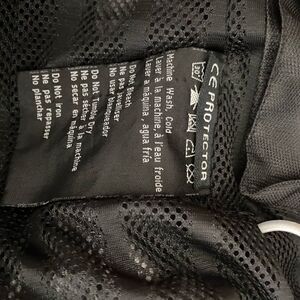 CE PROTECTOR
30°
Machine Wash Cold
Laver à la machine, à l'eau froide
Lavar a màquina, agua fría
Do Not Bleach
Ne pas javelliser
No usar blanqueador
Do Not Tumble Dry
Ne pas sécher à la machine
No secar en máquina
Do Not iron
Ne pas repasser
No planchar